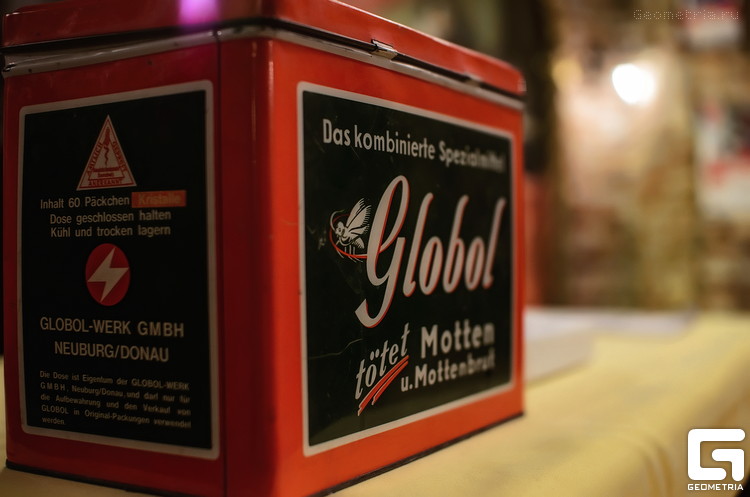 Geometria.ru
Inhalt 60 Päckchen Kristalle
Dose geschlossen halten
Kühl und trocken lagern
GLOBOL-WERK GMBH
NEUBURG/DONAU
Die Dose ist Eigentum der GLOBOL-WERK
GMBH, Neuburg/Donau, und darf nur für
die Aufbewahrung und den Verkauf von
GLOBOL in Original-Packungen verwendet
werden.
Das kombinierte Spezialmittel
Globol
tötet Motten
u. Mottenbrut
G
GEOMETRIA